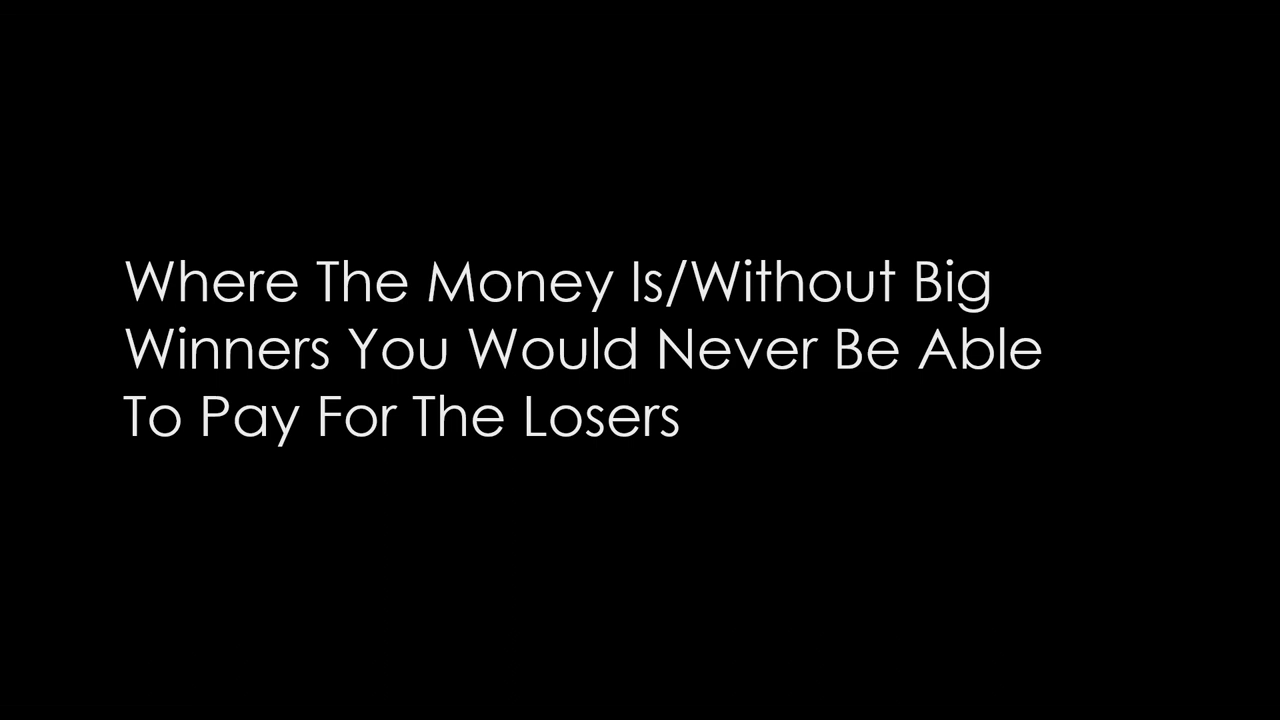 Where The Money Is/Without Big
Winners You Would Never Be Able
To Pay For The Losers